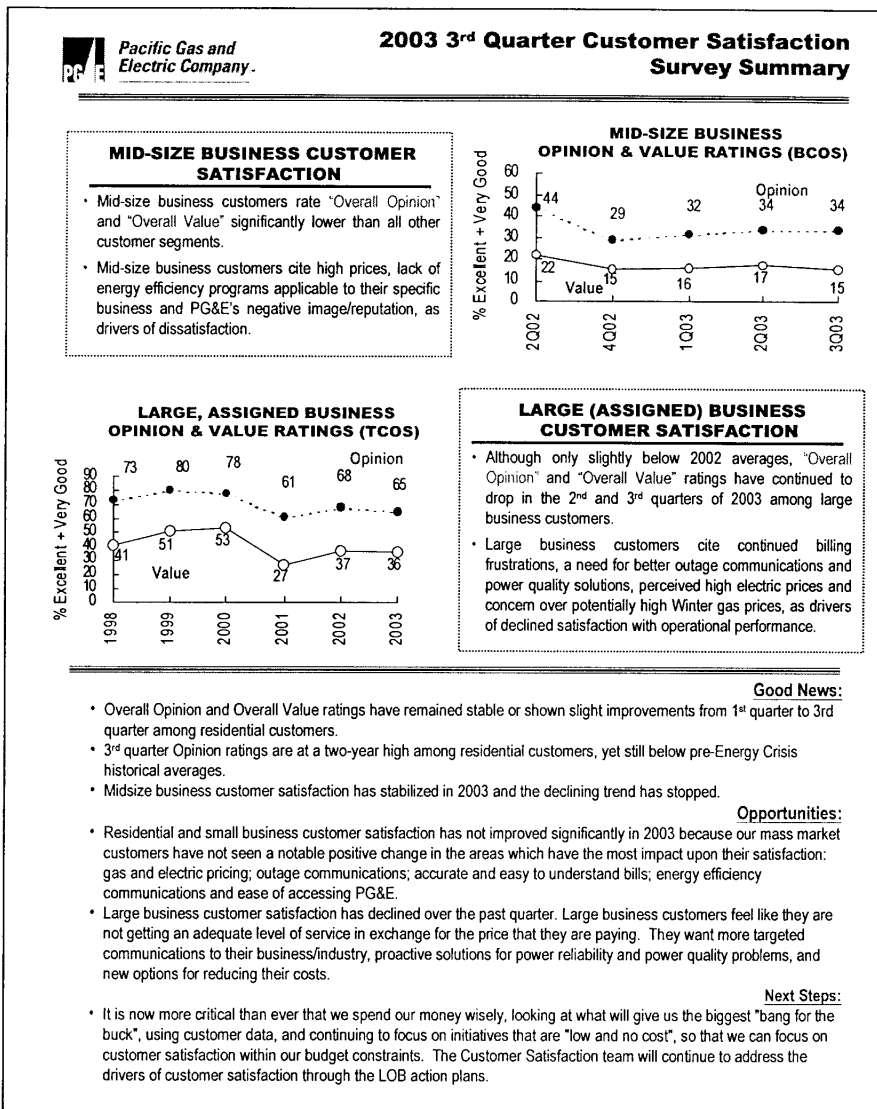 PG&E
Pacific Gas and
Electric Company
2003 3rd Quarter Customer Satisfaction
Survey Summary
MID-SIZE BUSINESS CUSTOMER
SATISFACTION
• Mid-size business customers rate "Overall Opinion"
and "Overall Value" significantly lower than all other
customer segments.
• Mid-size business customers cite high prices, lack of
energy efficiency programs applicable to their specific
business and PG&E's negative image/reputation, as
drivers of dissatisfaction.
MID-SIZE BUSINESS
OPINION & VALUE RATINGS (BCOS)
% Excellent + Very Good
60
50
40
30
20
10
0
Opinion
44
29
32
34
34
Value
22
15
16
17
15
2Q02
4Q02
1Q03
2Q03
3Q03
LARGE, ASSIGNED BUSINESS
OPINION & VALUE RATINGS (TCOS)
% Excellent + Very Good
90
80
70
60
50
40
30
20
10
0
Opinion
73
80
78
61
68
65
Value
41
51
53
27
37
36
1998
1999
2000
2001
2002
2003
LARGE (ASSIGNED) BUSINESS
CUSTOMER SATISFACTION
• Although only slightly below 2002 averages, "Overall
Opinion" and "Overall Value" ratings have continued to
drop in the 2nd and 3rd quarters of 2003 among large
business customers.
• Large business customers cite continued billing
frustrations, a need for better outage communications and
power quality solutions, perceived high electric prices and
concern over potentially high Winter gas prices, as drivers
of declined satisfaction with operational performance.
Good News:
• Overall Opinion and Overall Value ratings have remained stable or shown slight improvements from 1st quarter to 3rd
quarter among residential customers.
• 3rd quarter Opinion ratings are at a two-year high among residential customers, yet still below pre-Energy Crisis
historical averages.
• Midsize business customer satisfaction has stabilized in 2003 and the declining trend has stopped.
Opportunities:
• Residential and small business customer satisfaction has not improved significantly in 2003 because our mass market
customers have not seen a notable positive change in the areas which have the most impact upon their satisfaction:
gas and electric pricing; outage communications; accurate and easy to understand bills; energy efficiency
communications and ease of accessing PG&E.
• Large business customer satisfaction has declined over the past quarter. Large business customers feel like they are
not getting an adequate level of service in exchange for the price that they are paying. They want more targeted
communications to their business/industry, proactive solutions for power reliability and power quality problems, and
new options for reducing their costs.
Next Steps:
• It is now more critical than ever that we spend our money wisely, looking at what will give us the biggest "bang for the
buck", using customer data, and continuing to focus on initiatives that are "low and no cost", so that we can focus on
customer satisfaction within our budget constraints. The Customer Satisfaction team will continue to address the
drivers of customer satisfaction through the LOB action plans.